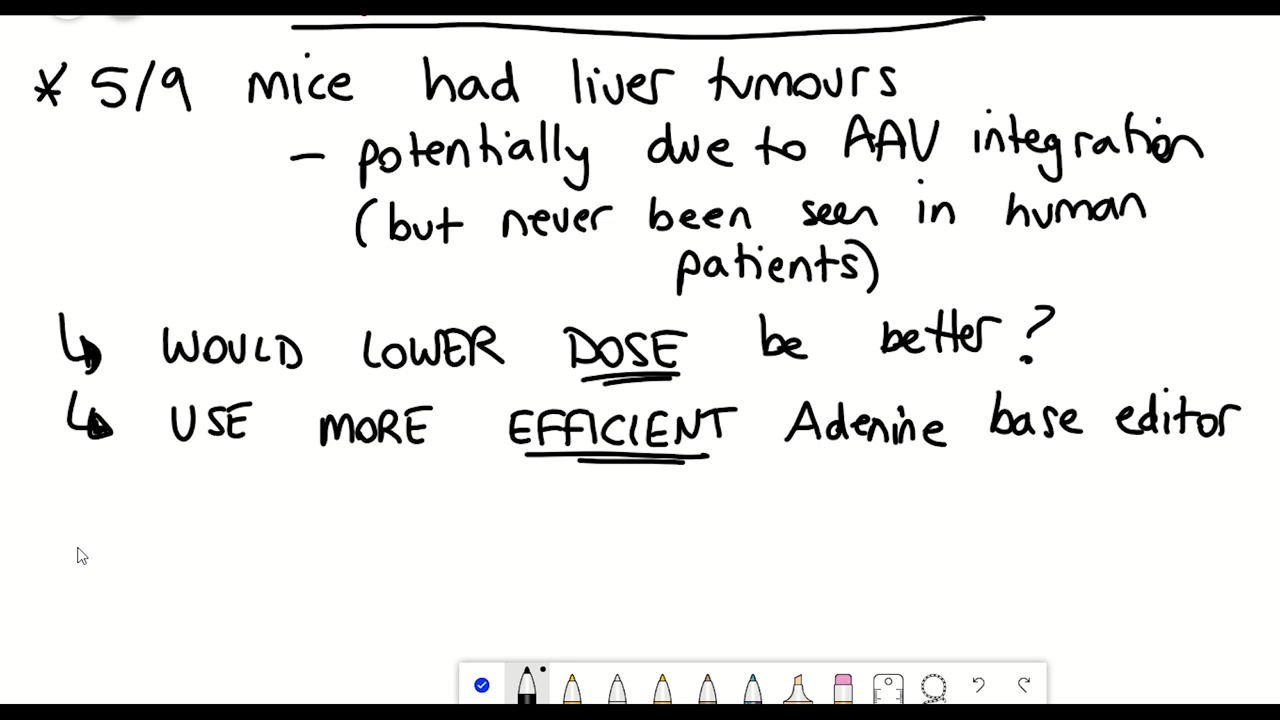 * 5/9 mice had liver tumours
- potentially due to AAV integration
(but never been seen in human
patients)
↳ WOULD LOWER DOSE be better?
↳ USE MORE EFFICIENT Adenine base editor